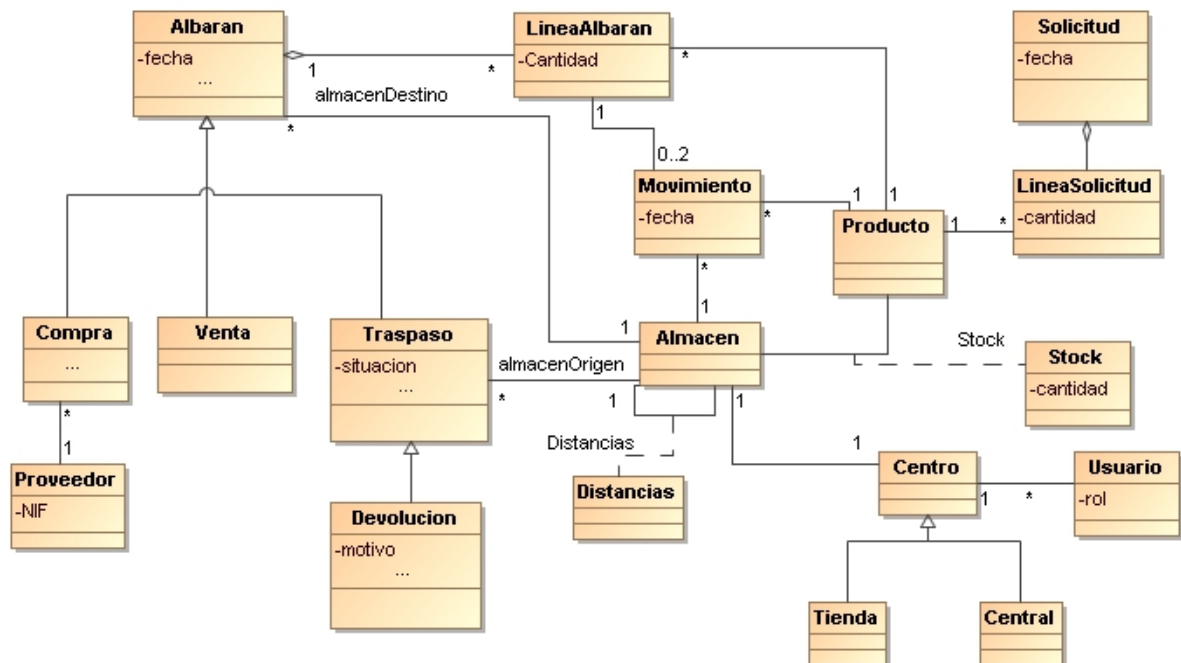 Albaran
-fecha
...
1
*
LineaAlbaran
-Cantidad
*
Solicitud
-fecha
almacenDestino
*
1
0..2
Movimiento
-fecha
*
1
1
Producto
1
*
LineaSolicitud
-cantidad
*
1
Compra
...
Venta
Traspaso
-situacion
...
almacenOrigen
*
1
1
Almacen
1
Stock
Stock
-cantidad
*
1
Proveedor
-NIF
Devolucion
-motivo
...
Distancias
Distancias
1
Centro
1
*
Usuario
-rol
Tienda
Central